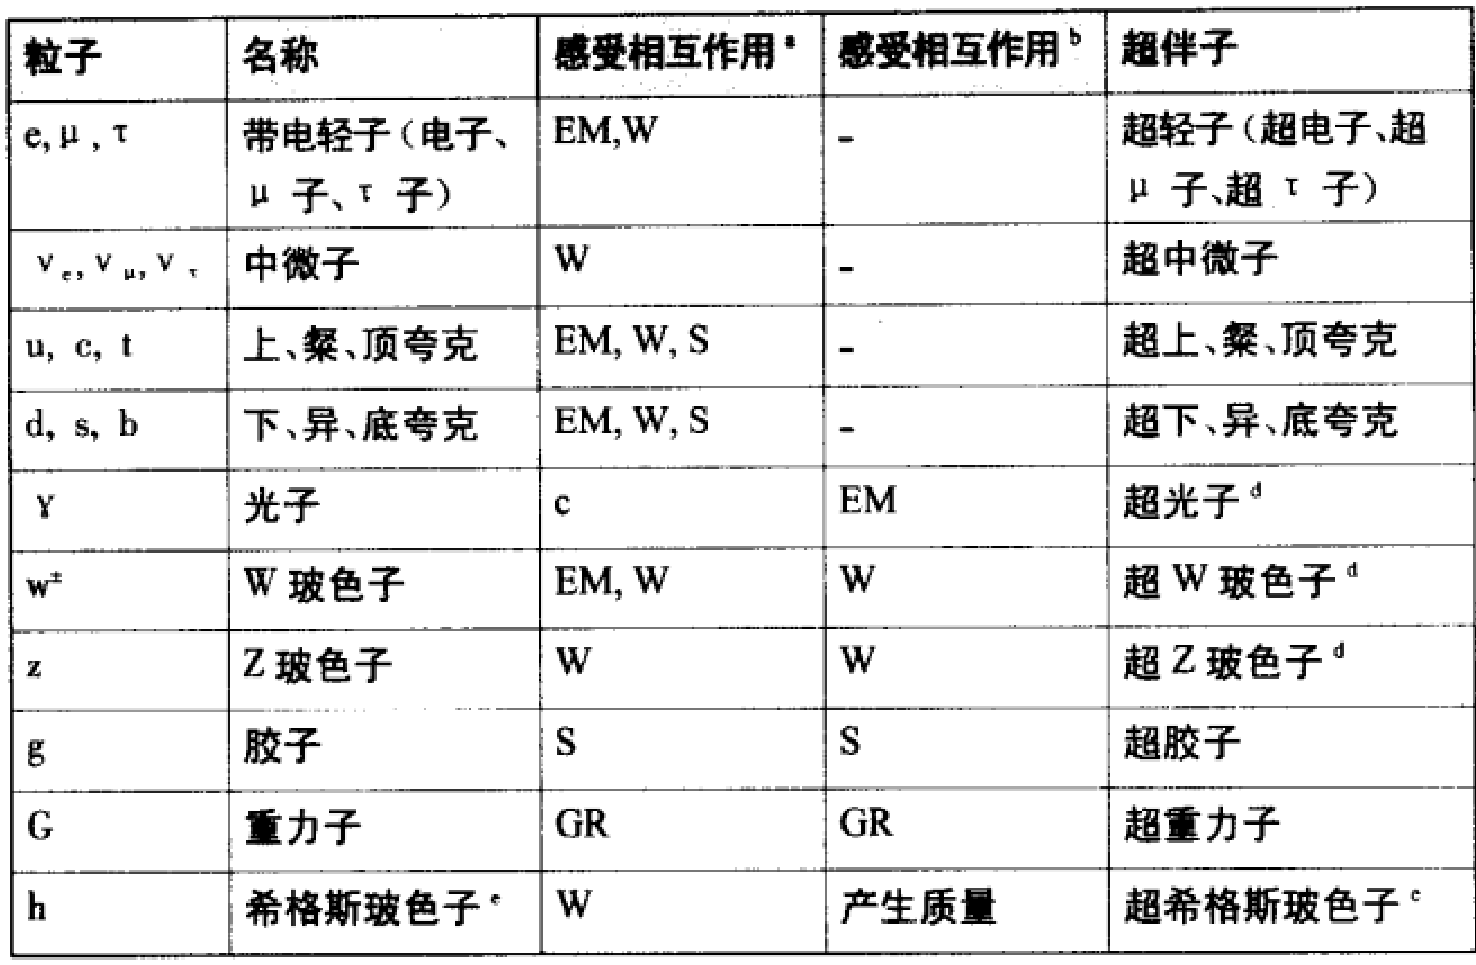 粒子 名称 感受相互作用 a 感受相互作用 b 超伴子
e, μ, τ 带电轻子(电子、 EM,W - 超轻子(超电子、超
μ 子、τ 子) μ 子、超 τ 子)
ν e, ν μ, ν τ 中微子 W - 超中微子
u, c, t 上、粲、顶夸克 EM, W, S - 超上、粲、顶夸克
d, s, b 下、异、底夸克 EM, W, S - 超下、异、底夸克
γ 光子 c EM 超光子 d
w± W 玻色子 EM, W W 超 W 玻色子 d
z Z 玻色子 W W 超 Z 玻色子 d
g 胶子 S S 超胶子
G 重力子 GR GR 超重力子
h 希格斯玻色子 e W 产生质量 超希格斯玻色子 c